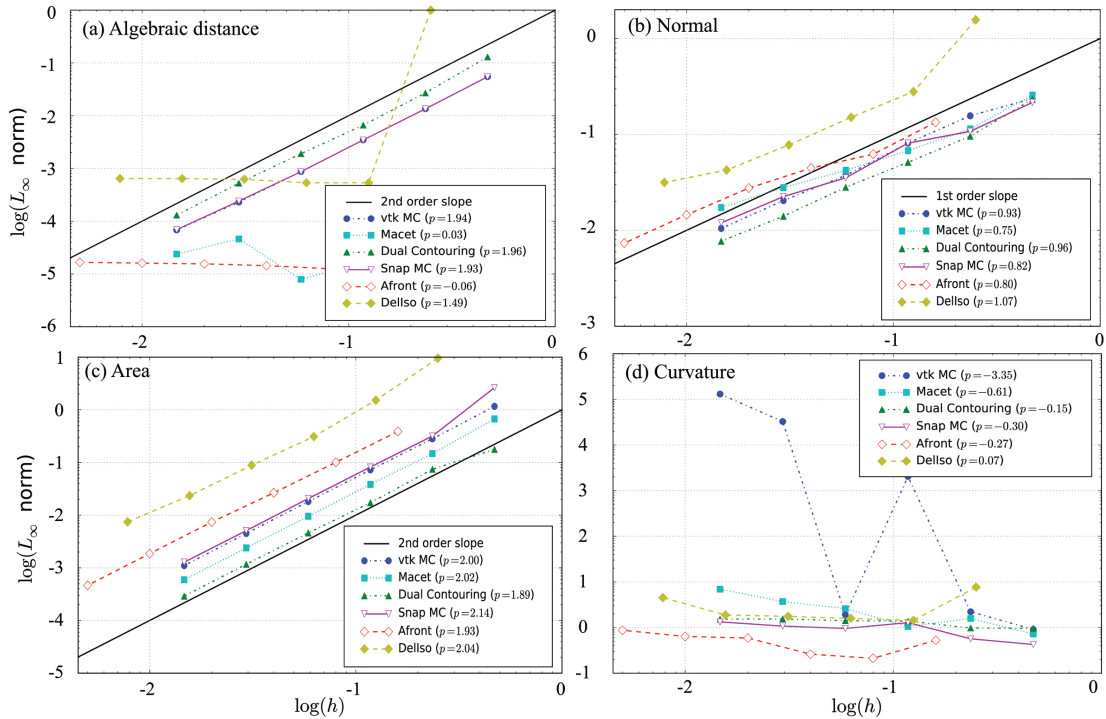 (a) Algebraic distance
0
-1
-2
-3
-4
-5
-6
-2
-1
0
log(L∞ norm)
2nd order slope
vtk MC (p=1.94)
Macet (p=0.03)
Dual Contouring (p=1.96)
Snap MC (p=1.93)
Afront (p=−0.06)
DelIso (p=1.49)
(b) Normal
0
-1
-2
-3
-2
-1
0
1st order slope
vtk MC (p=0.93)
Macet (p=0.75)
Dual Contouring (p=0.96)
Snap MC (p=0.82)
Afront (p=0.80)
DelIso (p=1.07)
(c) Area
1
0
-1
-2
-3
-4
-5
-2
-1
0
log(L∞ norm)
log(h)
2nd order slope
vtk MC (p=2.00)
Macet (p=2.02)
Dual Contouring (p=1.89)
Snap MC (p=2.14)
Afront (p=1.93)
DelIso (p=2.04)
(d) Curvature
6
5
4
3
2
1
0
-1
-2
-1
0
log(h)
vtk MC (p=−3.35)
Macet (p=−0.61)
Dual Contouring (p=−0.15)
Snap MC (p=−0.30)
Afront (p=−0.27)
DelIso (p=0.07)